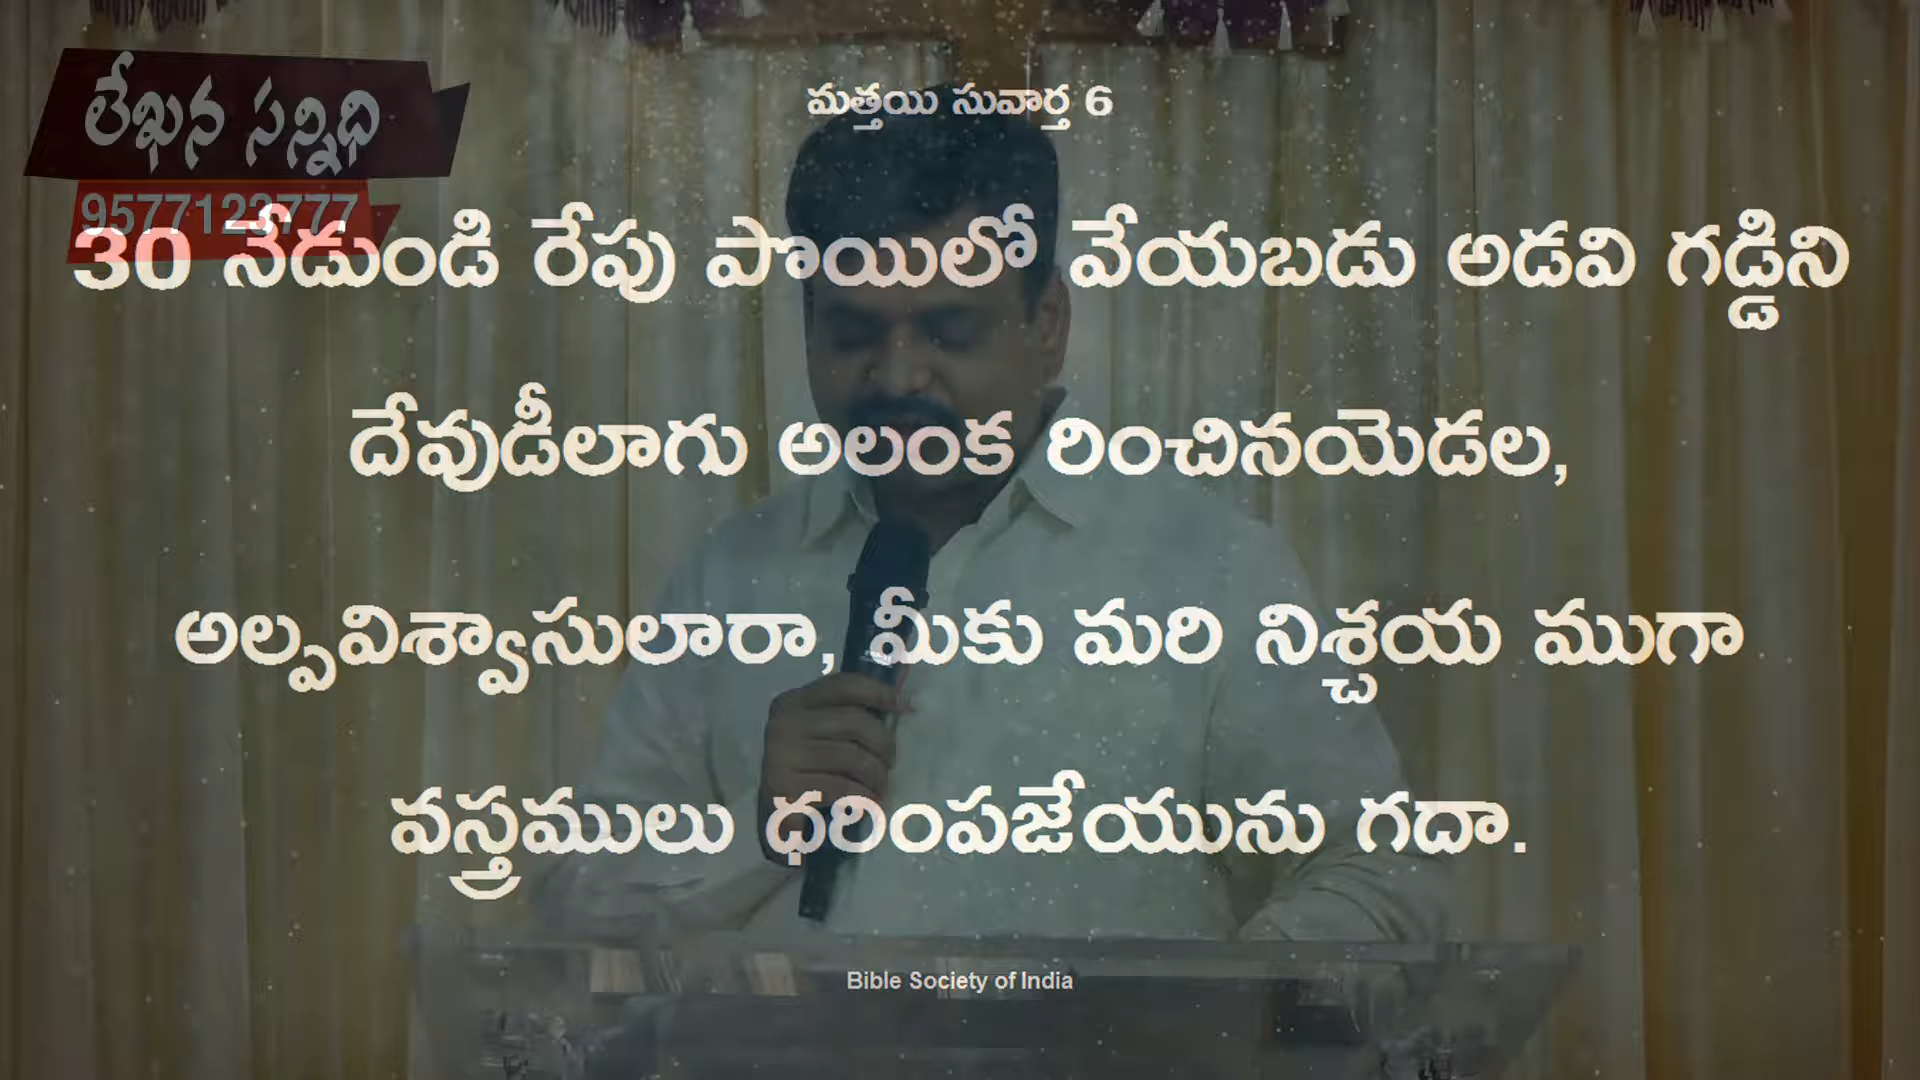 లేఖన సన్నిధి
9577123777
మత్తయి సువార్త 6
30 నేడుండి రేపు పొయిలో వేయబడు అడవి గడ్డిని
దేవుడీలాగు అలంక రించినయెడల,
అల్పవిశ్వాసులారా, మీకు మరి నిశ్చయ ముగా
వస్త్రములు ధరింపజేయును గదా.
Bible Society of India